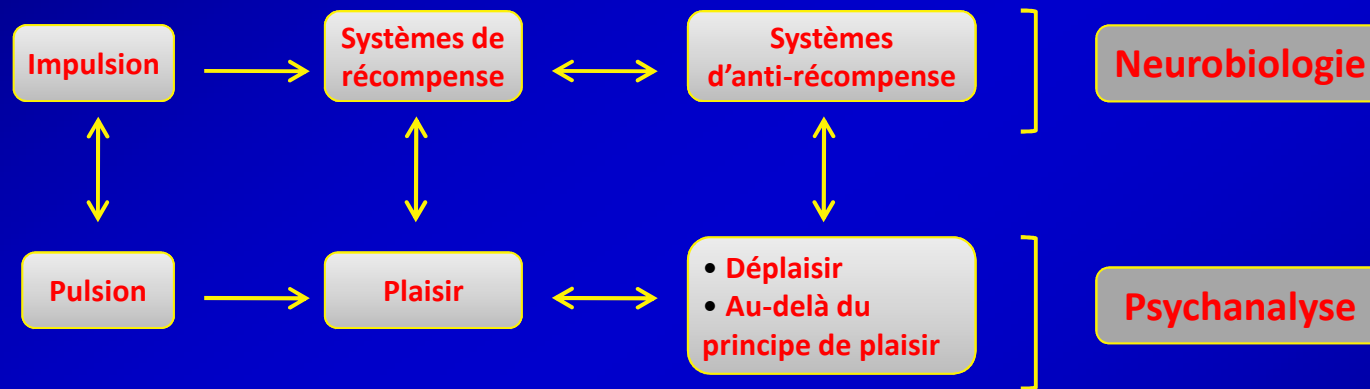 Impulsion
Systèmes de
récompense
Systèmes
d’anti-récompense
Neurobiologie
Pulsion
Plaisir
• Déplaisir
• Au-delà du
principe de plaisir
Psychanalyse